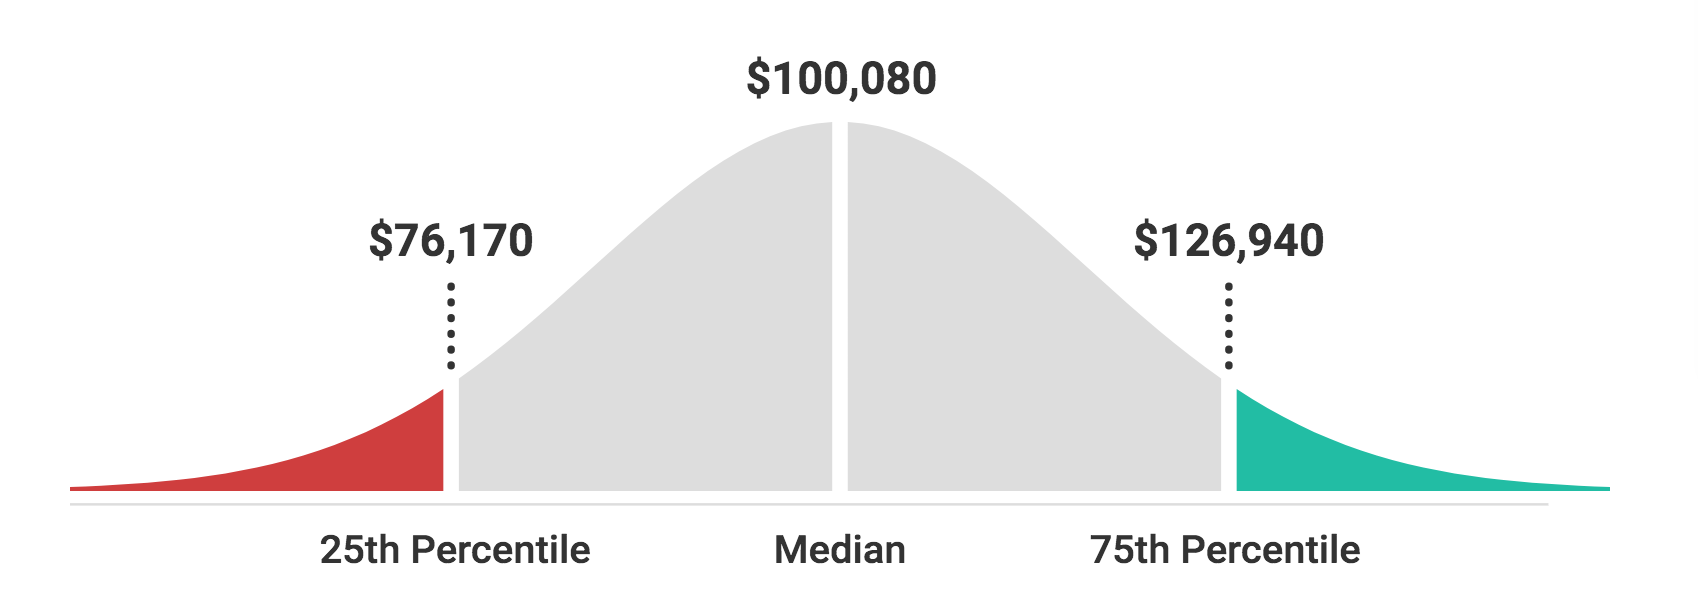 $100,080
$76,170
$126,940
25th Percentile
Median
75th Percentile